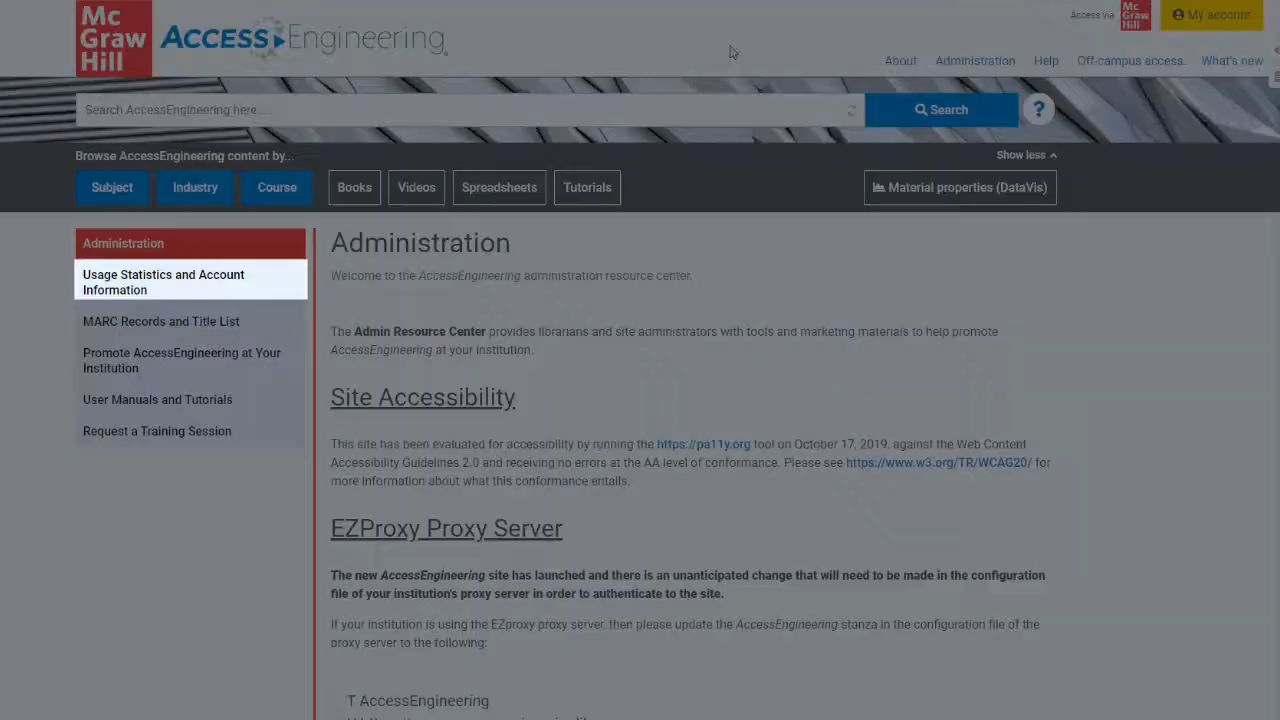 Mc
Graw
Hill
ACCESS Engineering
Access via
Mc
Graw
Hill
My account
About
Administration
Help
Off-campus access.
What's new
Search AccessEngineering here...
Search
?
Browse AccessEngineering content by...
Show less
Subject
Industry
Course
Books
Videos
Spreadsheets
Tutorials
Material properties (DataVis)
Administration
Usage Statistics and Account
Information
MARC Records and Title List
Promote AccessEngineering at Your
Institution
User Manuals and Tutorials
Request a Training Session
Administration
Welcome to the AccessEngineering administration resource center.
The Admin Resource Center provides librarians and site administrators with tools and marketing materials to help promote
AccessEngineering at your institution.
Site Accessibility
This site has been evaluated for accessibility by running the https://pa11y.org tool on October 17, 2019, against the Web Content
Accessibility Guidelines 2.0 and receiving no errors at the AA level of conformance. Please see https://www.w3.org/TR/WCAG20/ for
more information about what this conformance entails.
EZProxy Proxy Server
The new AccessEngineering site has launched and there is an unanticipated change that will need to be made in the configuration
file of your institution's proxy server in order to authenticate to the site.
If your institution is using the EZproxy proxy server, then please update the AccessEngineering stanza in the configuration file of the
proxy server to the following:
T AccessEngineering